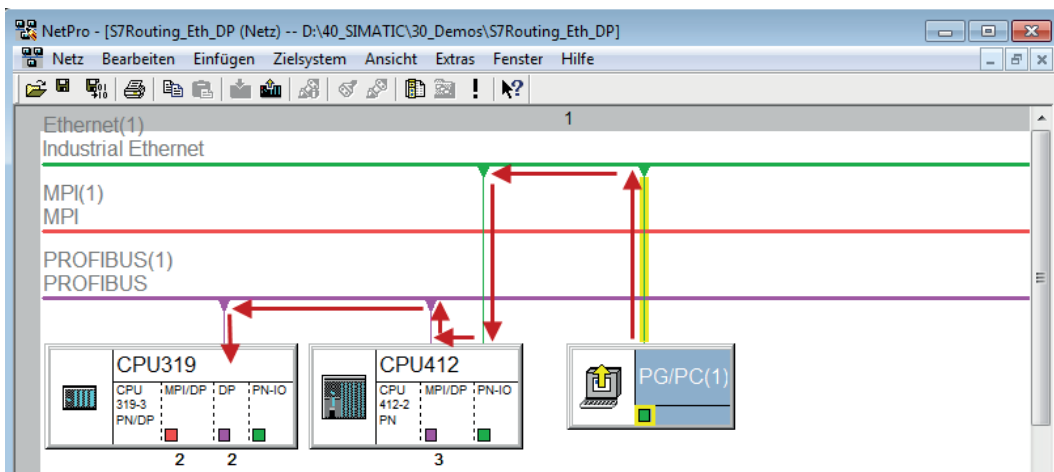 NetPro - [S7Routing_Eth_DP (Netz) -- D:\40_SIMATIC\30_Demos\S7Routing_Eth_DP]
Netz Bearbeiten Einfügen Zielsystem Ansicht Extras Fenster Hilfe
1
Ethernet(1)
Industrial Ethernet
MPI(1)
MPI
PROFIBUS(1)
PROFIBUS
CPU319
CPU 319-3 PN/DP
MPI/DP
DP
PN-IO
2
2
CPU412
CPU 412-2 PN
MPI/DP
PN-IO
3
PG/PC(1)